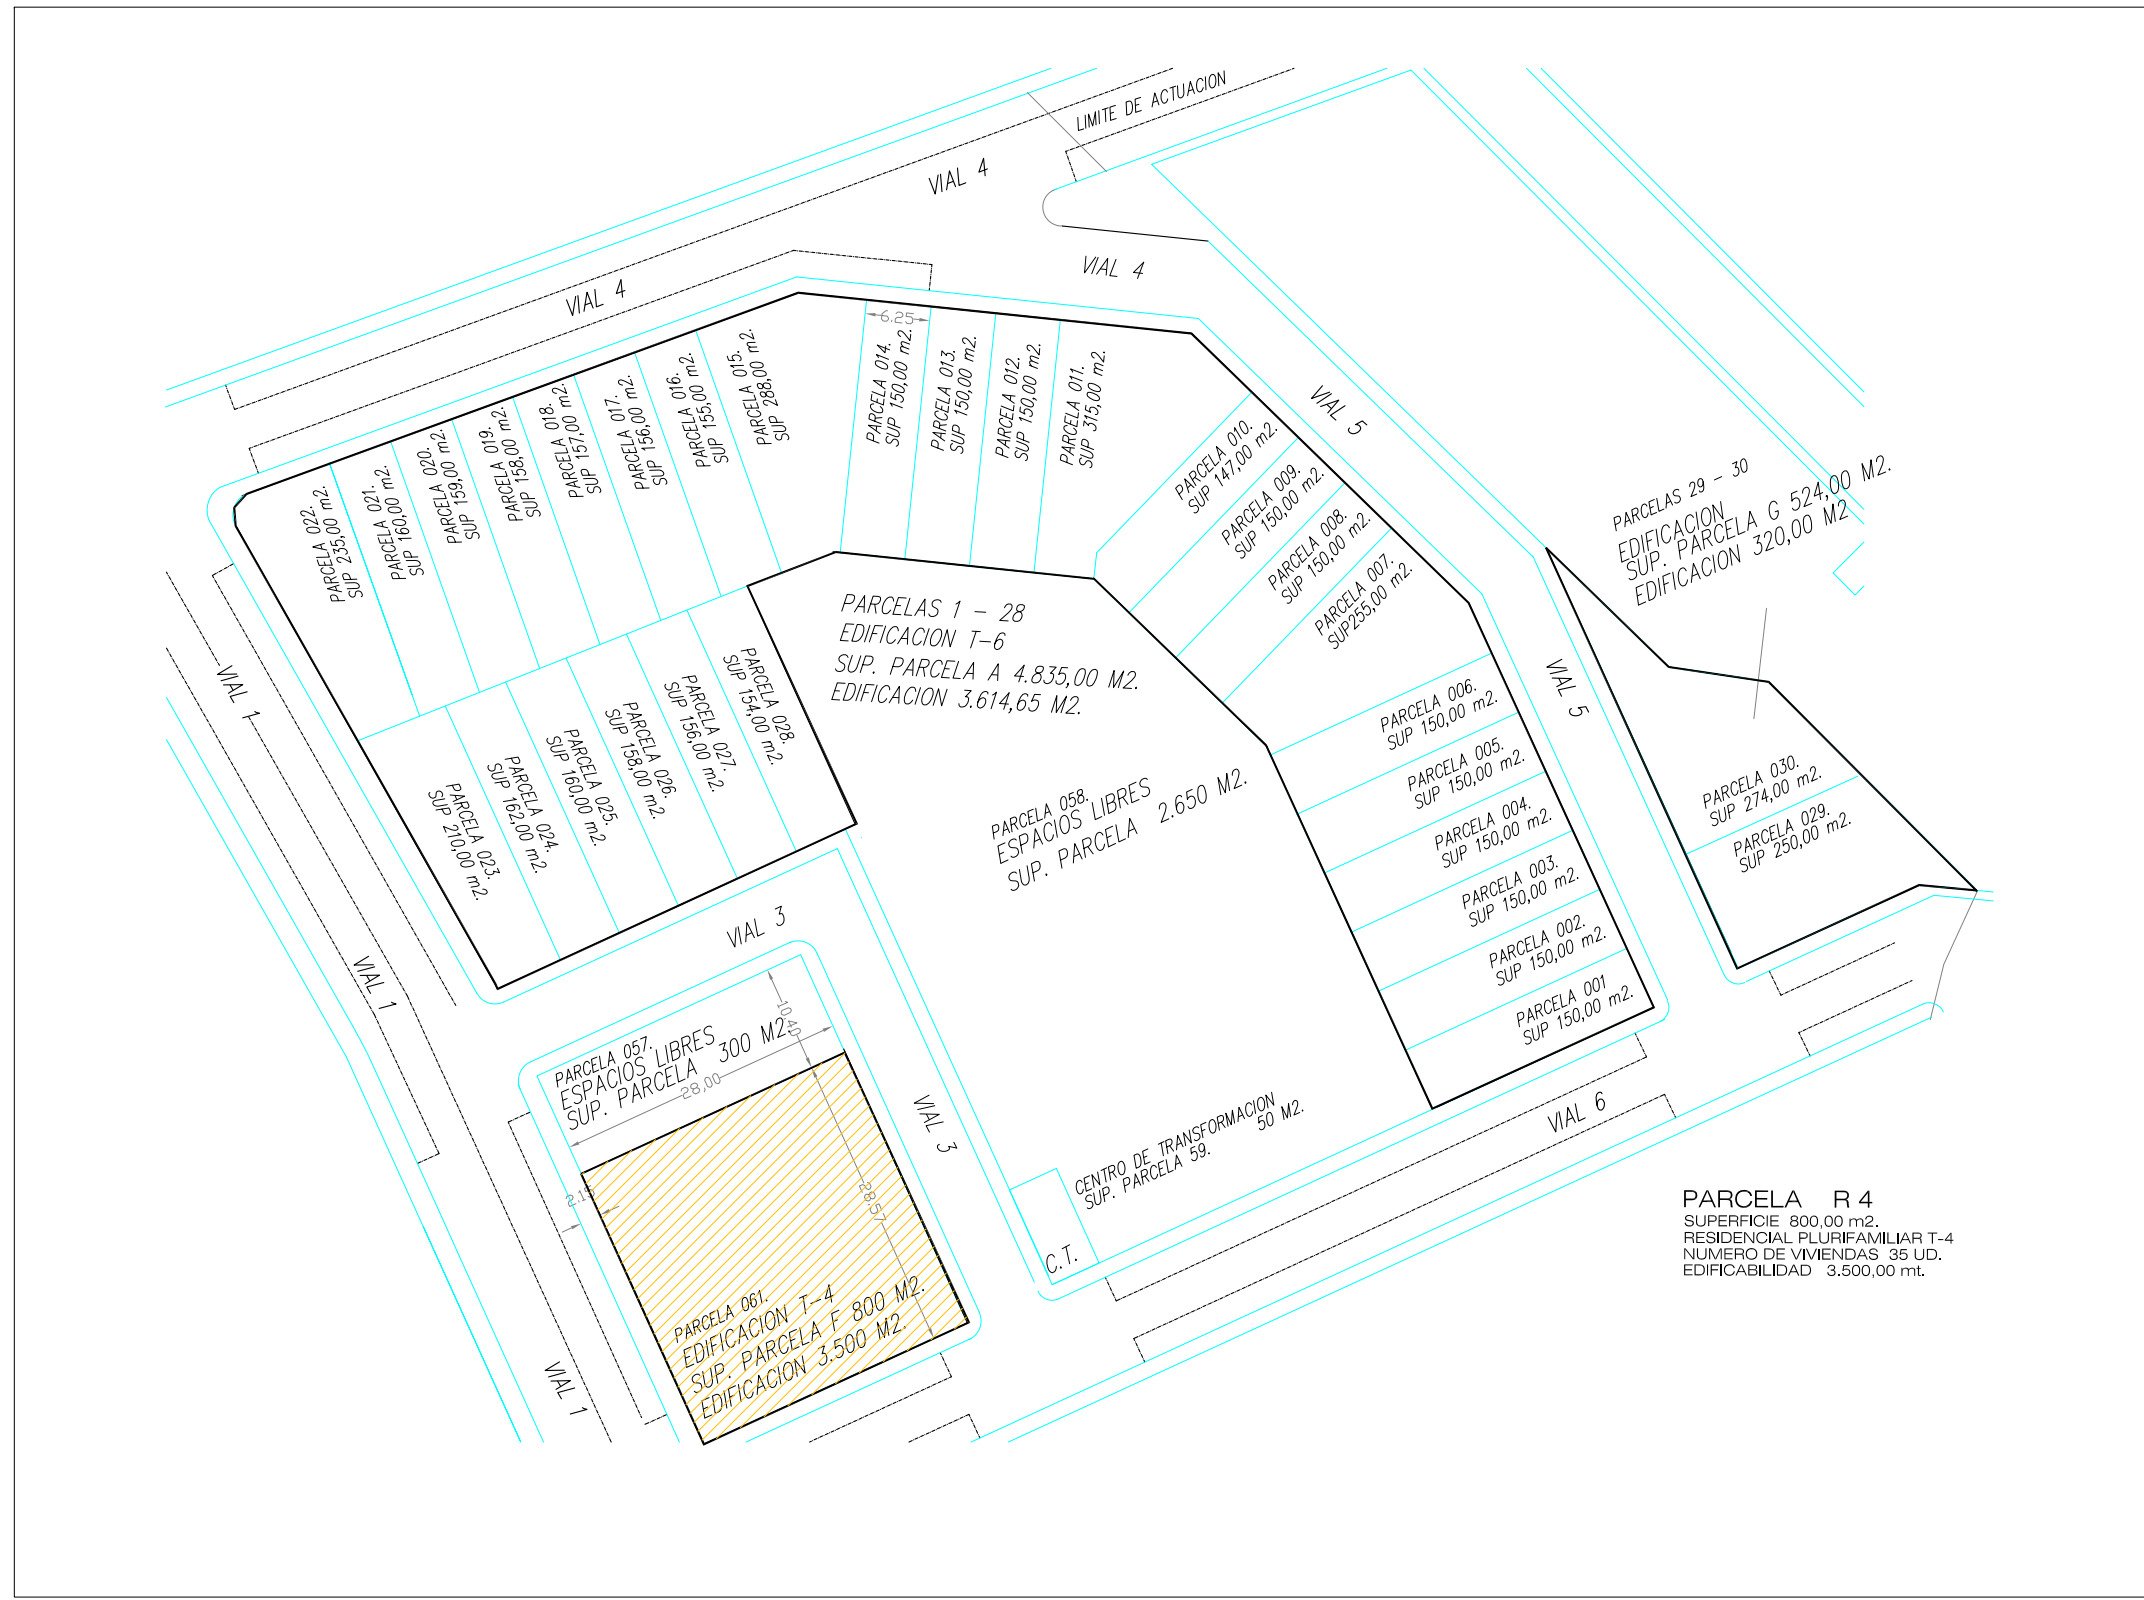 LIMITE DE ACTUACION
VIAL 4
VIAL 4
VIAL 4
6.25
PARCELA 015.
SUP 288,00 m2.
PARCELA 016.
SUP 155,00 m2.
PARCELA 017.
SUP 156,00 m2.
PARCELA 018.
SUP 157,00 m2.
PARCELA 019.
SUP 158,00 m2.
PARCELA 020.
SUP 159,00 m2.
PARCELA 021.
SUP 160,00 m2.
PARCELA 022.
SUP 235,00 m2.
PARCELA 014.
SUP 150,00 m2.
PARCELA 013.
SUP 150,00 m2.
PARCELA 012.
SUP 150,00 m2.
PARCELA 011.
SUP 315,00 m2.
PARCELA 010.
SUP 147,00 m2.
PARCELA 009.
SUP 150,00 m2.
PARCELA 008.
SUP 150,00 m2.
PARCELA 007.
SUP255,00 m2.
VIAL 5
PARCELAS 29 - 30
EDIFICACION
SUP. PARCELA G 524,00 M2.
EDIFICACION 320,00 M2
PARCELAS 1 - 28
EDIFICACION T-6
SUP. PARCELA A 4.835,00 M2.
EDIFICACION 3.614,65 M2.
VIAL 1
PARCELA 028.
SUP 154,00 m2.
PARCELA 027.
SUP 156,00 m2.
PARCELA 026.
SUP 158,00 m2.
PARCELA 025.
SUP 160,00 m2.
PARCELA 024.
SUP 162,00 m2.
PARCELA 023.
SUP 210,00 m2.
VIAL 5
PARCELA 006.
SUP 150,00 m2.
PARCELA 005.
SUP 150,00 m2.
PARCELA 004.
SUP 150,00 m2.
PARCELA 003.
SUP 150,00 m2.
PARCELA 002.
SUP 150,00 m2.
PARCELA 001
SUP 150,00 m2.
PARCELA 030.
SUP 274,00 m2.
PARCELA 029.
SUP 250,00 m2.
PARCELA 058.
ESPACIOS LIBRES
SUP. PARCELA 2.650 M2.
VIAL 3
VIAL 1
PARCELA 057.
ESPACIOS LIBRES
SUP. PARCELA 300 M2.
10.40
28,00
VIAL 3
CENTRO DE TRANSFORMACION
SUP. PARCELA 59. 50 M2.
C.T.
VIAL 6
2.15
28.57
PARCELA 061.
EDIFICACION T-4
SUP. PARCELA F 800 M2.
EDIFICACION 3.500 M2.
VIAL 1
PARCELA R 4
SUPERFICIE 800,00 m2.
RESIDENCIAL PLURIFAMILIAR T-4
NUMERO DE VIVIENDAS 35 UD.
EDIFICABILIDAD 3.500,00 mt.